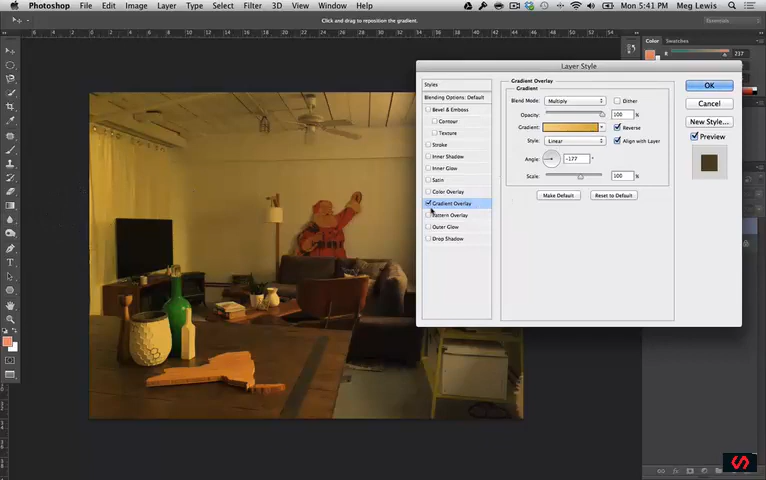 Photoshop File Edit Image Layer Type Select Filter 3D View Window Help Mon 5:41 PM Meg Lewis
Click and drag to reposition the gradient.
Essentials
Layer Style
Color Swatches
R 237
Styles
Blending Options: Default
Bevel & Emboss
Contour
Texture
Stroke
Inner Shadow
Inner Glow
Satin
Color Overlay
Gradient Overlay
Pattern Overlay
Outer Glow
Drop Shadow
Gradient Overlay
Gradient
Blend Mode: Multiply Dither
Opacity: 100 %
Gradient: Reverse
Style: Linear Align with Layer
Angle: -177 °
Scale: 100 %
Make Default Reset to Default
OK
Cancel
New Style...
Preview